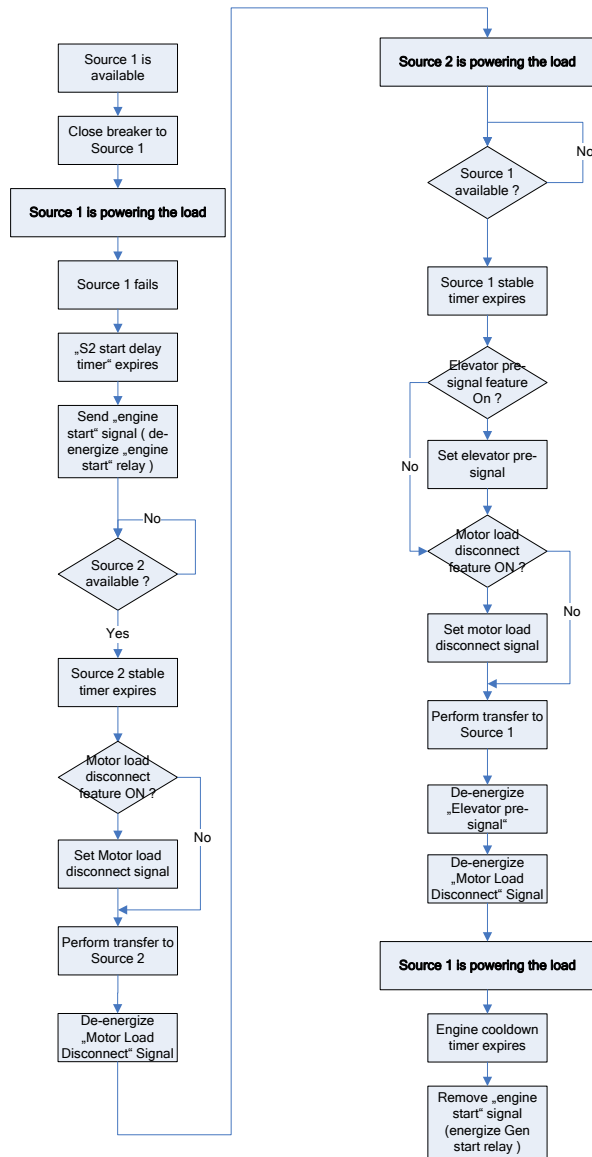 Source 1 is
available
Close breaker to
Source 1
Source 1 is powering the load
Source 1 fails
„S2 start delay
timer“ expires
Send „engine
start“ signal ( de-
energize „engine
start“ relay )
No
Source 2
available ?
Yes
Source 2 stable
timer expires
Motor load
disconnect
feature ON ?
No
Set Motor load
disconnect signal
Perform transfer to
Source 2
De-energize
„Motor Load
Disconnect“ Signal
Source 2 is powering the load
No
Source 1
available ?
Source 1 stable
timer expires
Elevator pre-
signal feature
On ?
No
Set elevator pre-
signal
Motor load
disconnect
feature ON ?
No
Set motor load
disconnect signal
Perform transfer to
Source 1
De-energize
„Elevator pre-
signal“
De-energize
„Motor Load
Disconnect“ Signal
Source 1 is powering the load
Engine cooldown
timer expires
Remove „engine
start“ signal
(energize Gen
start relay )